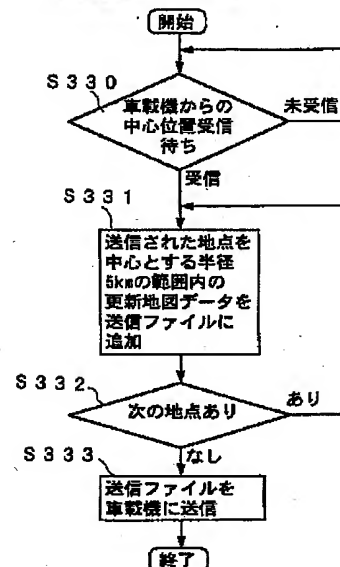 開始
S330
車載機からの
中心位置受信
待ち
未受信
受信
S331
送信された地点を
中心とする半径
5kmの範囲内の
更新地図データを
送信ファイルに
追加
S332
次の地点あり
あり
なし
S333
送信ファイルを
車載機に送信
終了